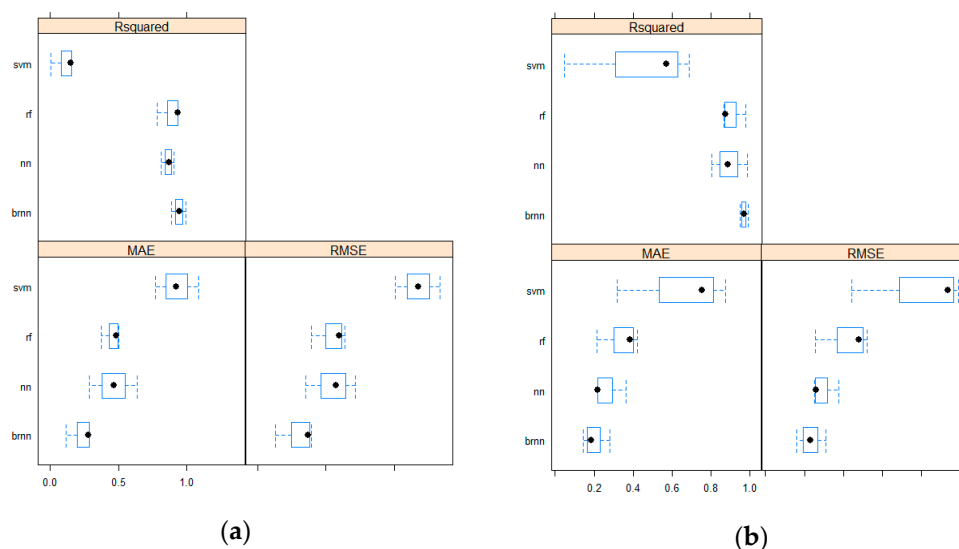 Rsquared
svm
rf
nn
brnn
MAE RMSE
svm
rf
nn
brnn
0.0 0.5 1.0
(a)
Rsquared
svm
rf
nn
brnn
MAE RMSE
svm
rf
nn
brnn
0.2 0.4 0.6 0.8 1.0
(b)